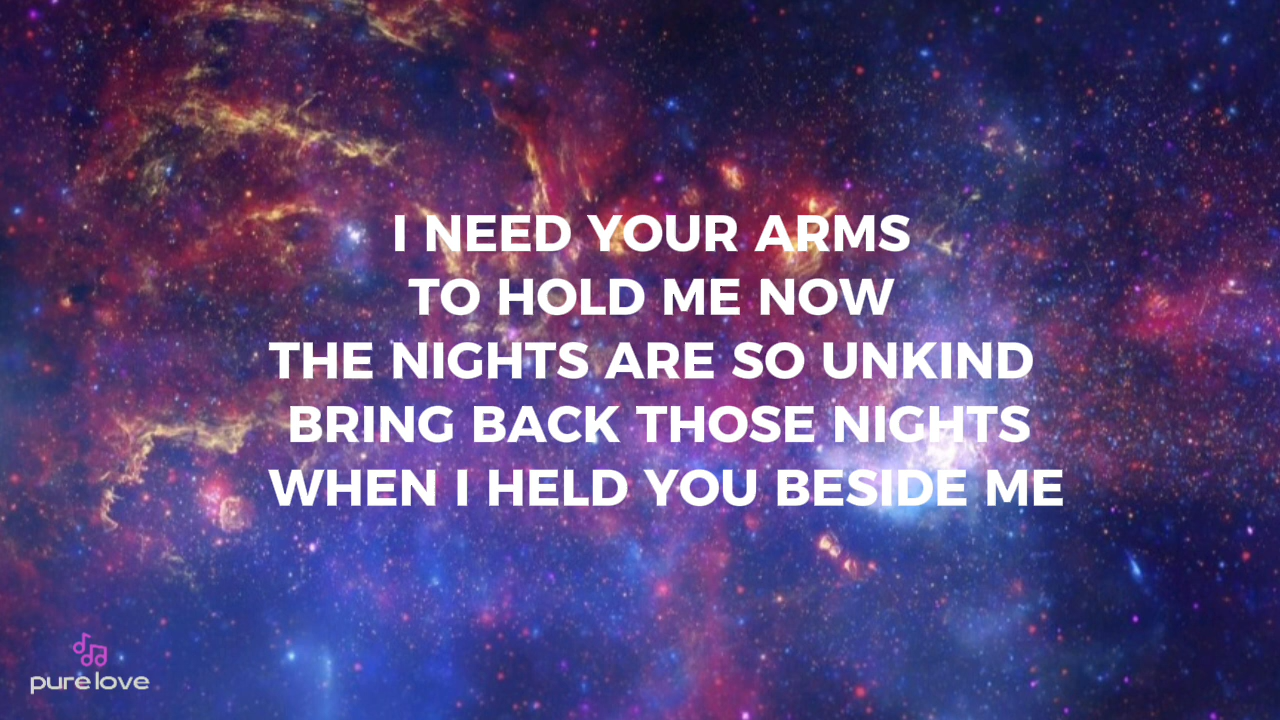 I NEED YOUR ARMS
TO HOLD ME NOW
THE NIGHTS ARE SO UNKIND
BRING BACK THOSE NIGHTS
WHEN I HELD YOU BESIDE ME
pure love